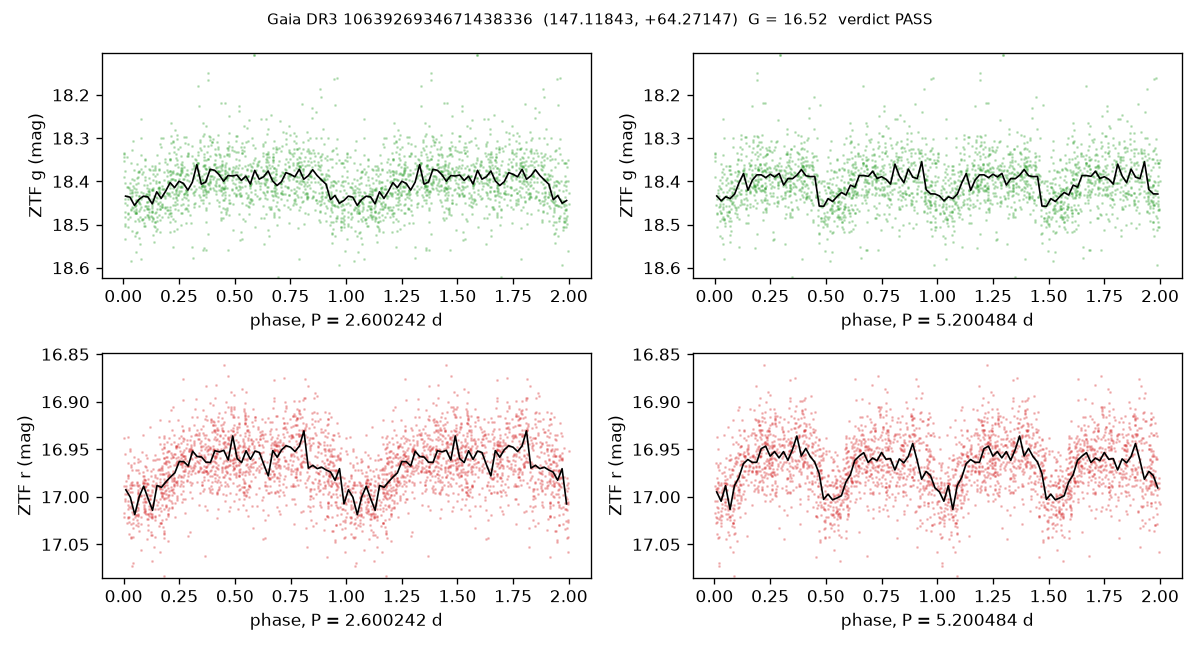 Gaia DR3 1063926934671438336 (147.11843, +64.27147) G = 16.52 verdict PASS
ZTF g (mag)
18.2
18.3
18.4
18.5
18.6
0.00 0.25 0.50 0.75 1.00 1.25 1.50 1.75 2.00
phase, P = 2.600242 d
ZTF g (mag)
18.2
18.3
18.4
18.5
18.6
0.00 0.25 0.50 0.75 1.00 1.25 1.50 1.75 2.00
phase, P = 5.200484 d
ZTF r (mag)
16.85
16.90
16.95
17.00
17.05
0.00 0.25 0.50 0.75 1.00 1.25 1.50 1.75 2.00
phase, P = 2.600242 d
ZTF r (mag)
16.85
16.90
16.95
17.00
17.05
0.00 0.25 0.50 0.75 1.00 1.25 1.50 1.75 2.00
phase, P = 5.200484 d